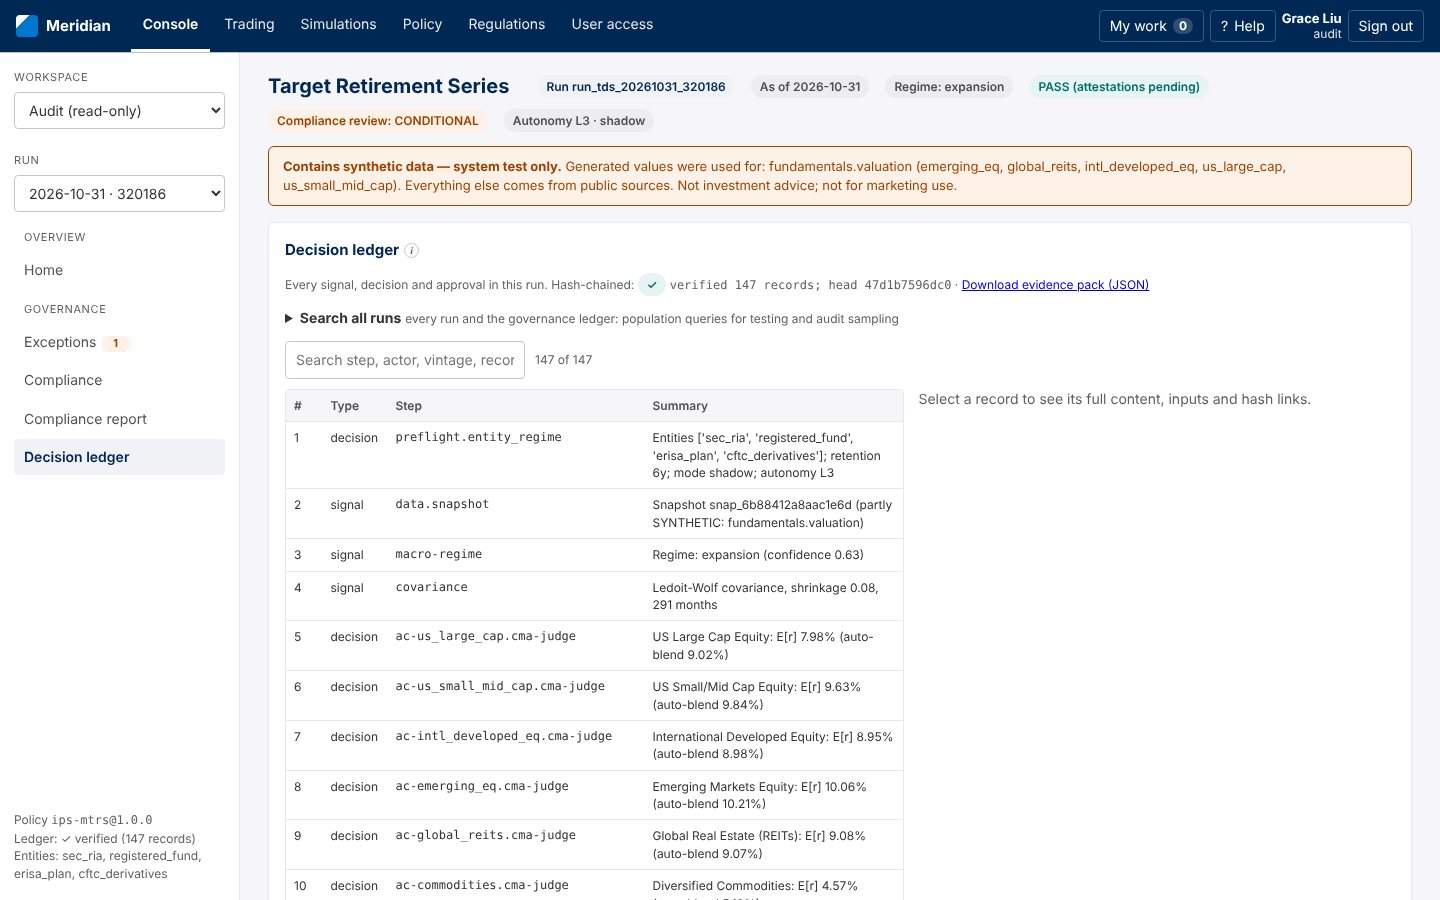 Meridian
Console
Trading
Simulations
Policy
Regulations
User access
My work 0
? Help
Grace Liu
audit
Sign out
WORKSPACE
Audit (read-only)
RUN
2026-10-31 · 320186
OVERVIEW
Home
GOVERNANCE
Exceptions 1
Compliance
Compliance report
Decision ledger
Policy ips-mtrs@1.0.0
Ledger: ✓ verified (147 records)
Entities: sec_ria, registered_fund,
erisa_plan, cftc_derivatives
Target Retirement Series
Run run_tds_20261031_320186
As of 2026-10-31
Regime: expansion
PASS (attestations pending)
Compliance review: CONDITIONAL
Autonomy L3 · shadow
Contains synthetic data — system test only. Generated values were used for: fundamentals.valuation (emerging_eq, global_reits, intl_developed_eq, us_large_cap,
us_small_mid_cap). Everything else comes from public sources. Not investment advice; not for marketing use.
Decision ledger i
Every signal, decision and approval in this run. Hash-chained: ✓ verified 147 records; head 47d1b7596dc0 · Download evidence pack (JSON)
▶ Search all runs every run and the governance ledger: population queries for testing and audit sampling
Search step, actor, vintage, recor
147 of 147
# Type Step Summary
1 decision preflight.entity_regime Entities ['sec_ria', 'registered_fund',
'erisa_plan', 'cftc_derivatives']; retention
6y; mode shadow; autonomy L3
2 signal data.snapshot Snapshot snap_6b88412a8aac1e6d (partly
SYNTHETIC: fundamentals.valuation)
3 signal macro-regime Regime: expansion (confidence 0.63)
4 signal covariance Ledoit-Wolf covariance, shrinkage 0.08,
291 months
5 decision ac-us_large_cap.cma-judge US Large Cap Equity: E[r] 7.98% (auto-
blend 9.02%)
6 decision ac-us_small_mid_cap.cma-judge US Small/Mid Cap Equity: E[r] 9.63%
(auto-blend 9.84%)
7 decision ac-intl_developed_eq.cma-judge International Developed Equity: E[r] 8.95%
(auto-blend 8.98%)
8 decision ac-emerging_eq.cma-judge Emerging Markets Equity: E[r] 10.06%
(auto-blend 10.21%)
9 decision ac-global_reits.cma-judge Global Real Estate (REITs): E[r] 9.08%
(auto-blend 9.07%)
10 decision ac-commodities.cma-judge Diversified Commodities: E[r] 4.57%
Select a record to see its full content, inputs and hash links.